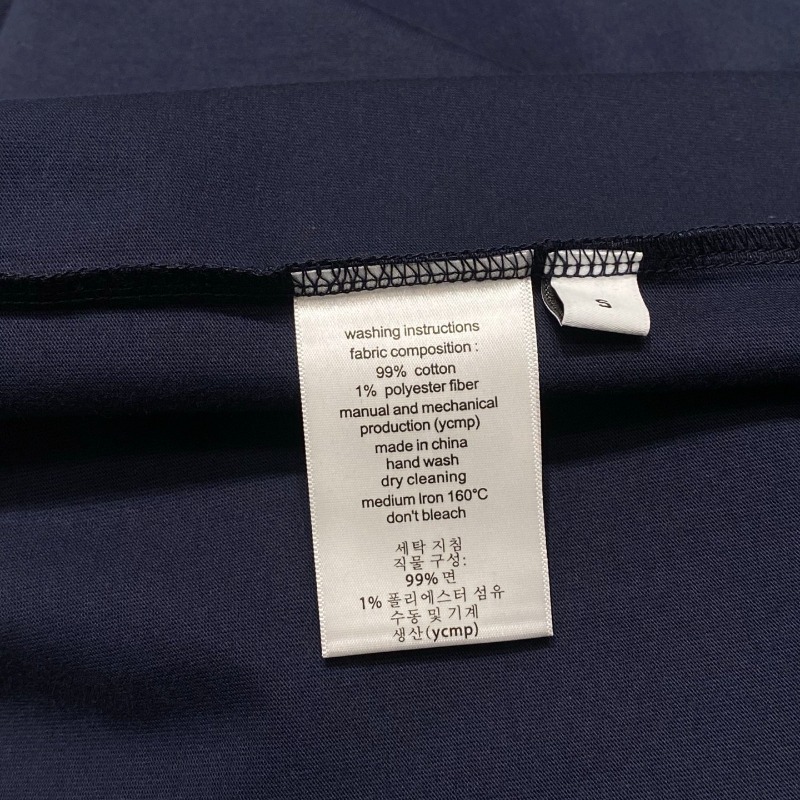 washing instructions
fabric composition :
99% cotton
1% polyester fiber
manual and mechanical
production (ycmp)
made in china
hand wash
dry cleaning
medium Iron 160°C
don't bleach
세탁 지침
직물 구성:
99% 면
1% 폴리에스터 섬유
수동 및 기계
생산(ycmp)
S